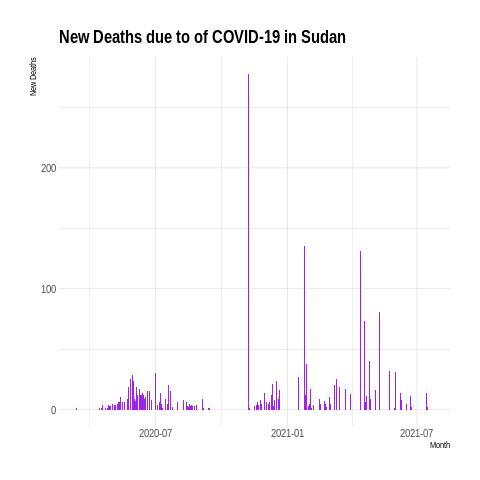 New Deaths due to of COVID-19 in Sudan
New Deaths
200
100
0
2020-07
2021-01
2021-07
Month